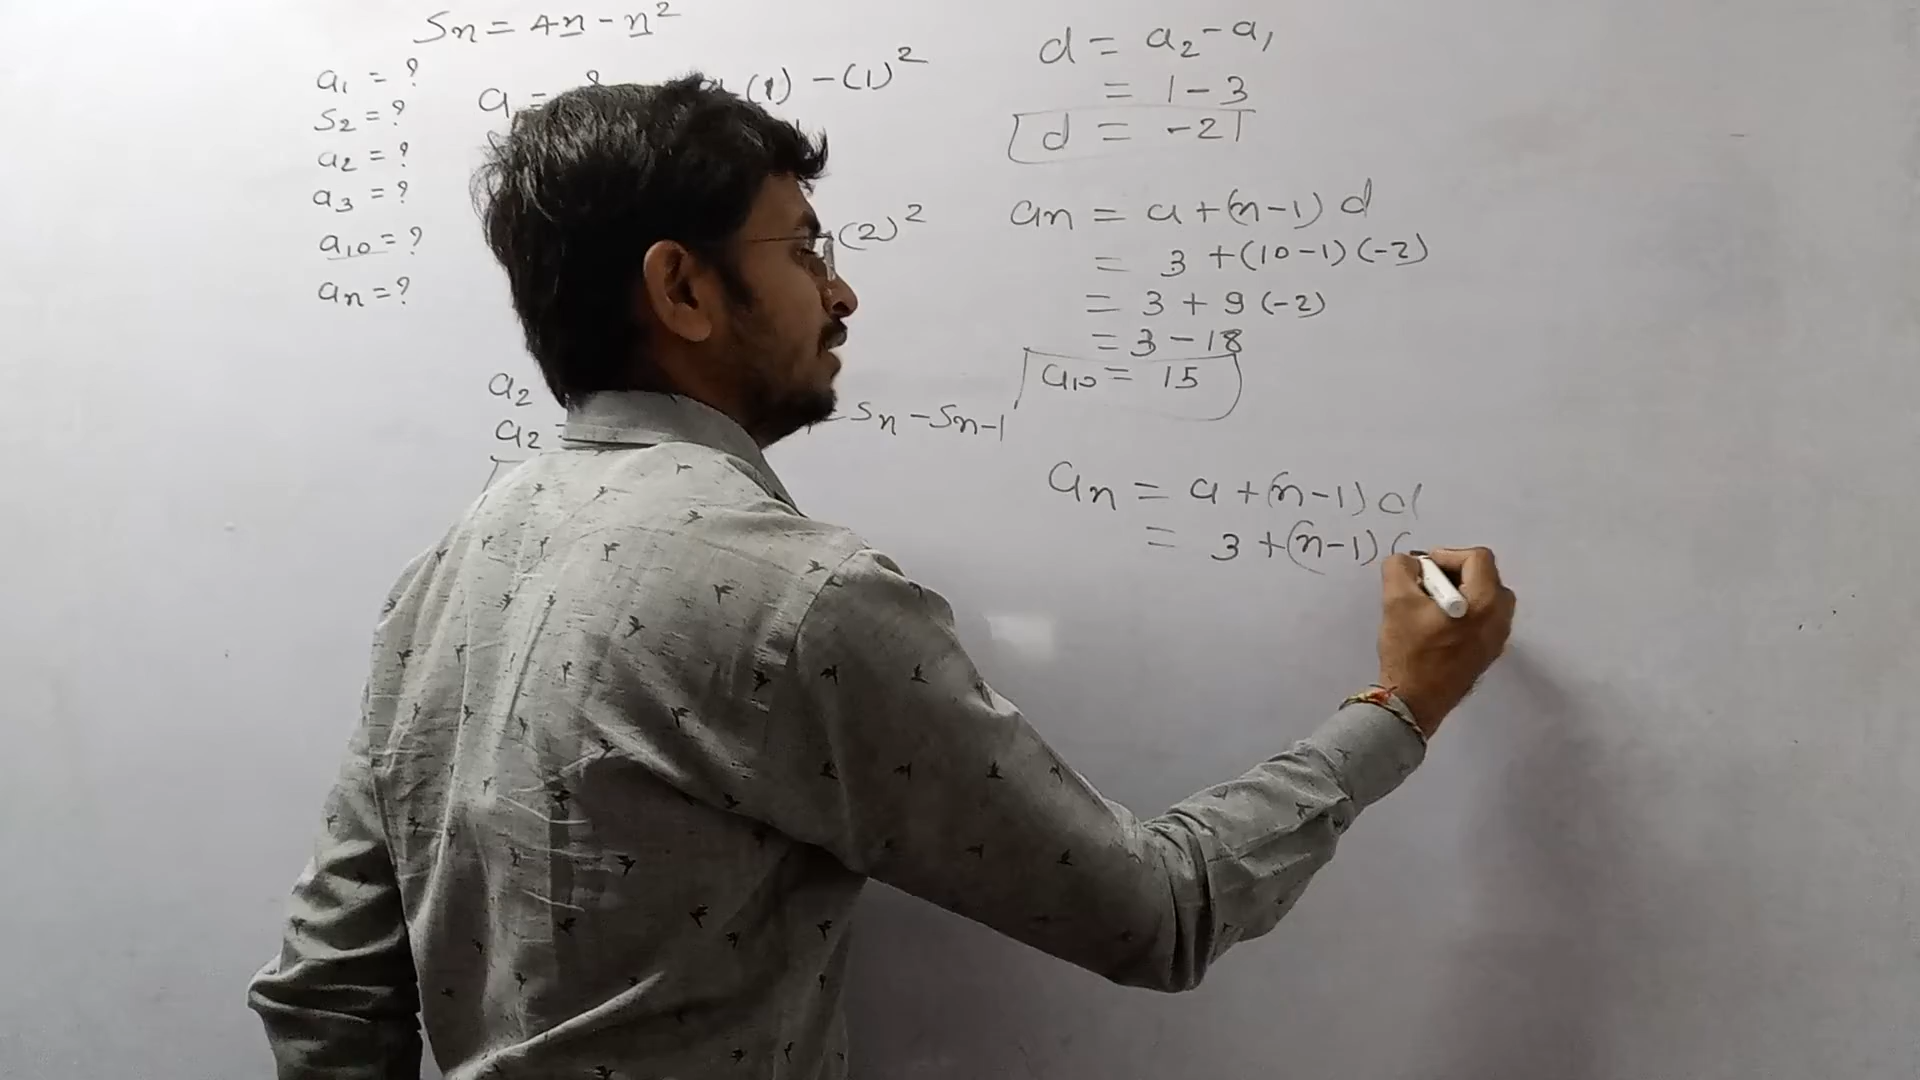 Sn = 4n - n²
a₁ = ?
S₂ = ?
a₂ = ?
a₃ = ?
a₁₀ = ?
an = ?
a₁ = (1) - (1)²
(2)²
a₂
a₂ =
Sn - Sn-1
d = a₂ - a₁
= 1 - 3
d = -2
an = a + (n-1) d
= 3 + (10-1) (-2)
= 3 + 9 (-2)
= 3 - 18
a₁₀ = 15
an = a + (n-1) d
= 3 + (n-1) (